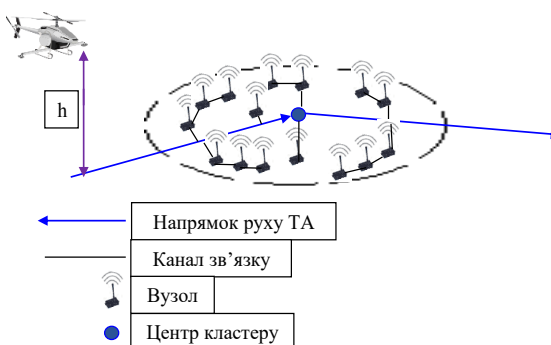 h
Напрямок руху ТА
Канал зв’язку
Вузол
Центр кластеру